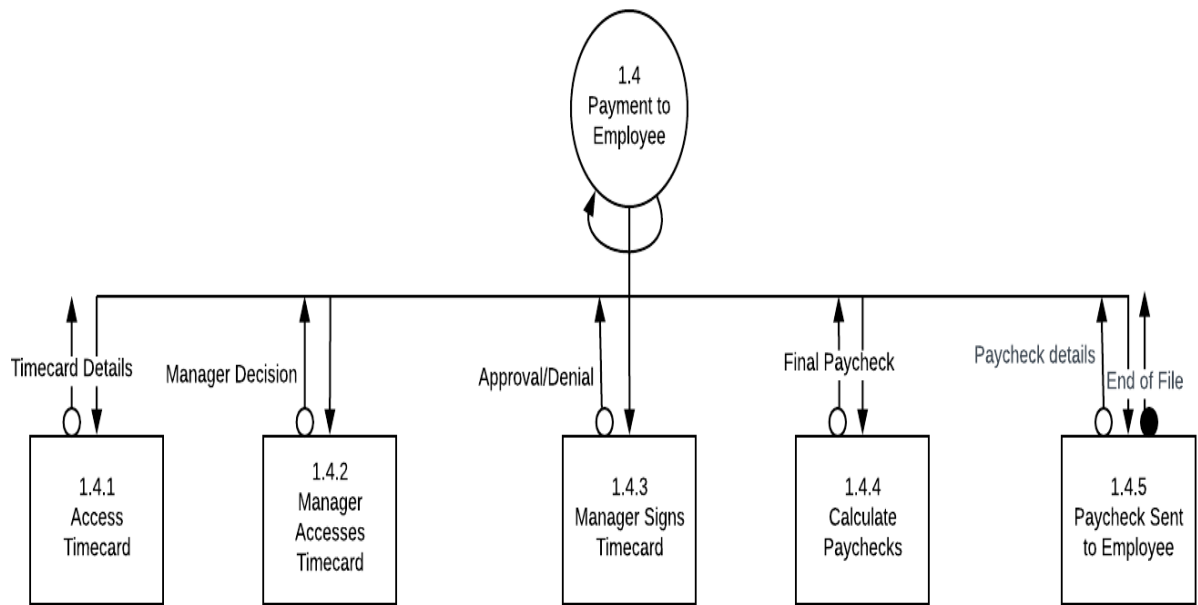 1.4
Payment to
Employee
Timecard Details
Manager Decision
Approval/Denial
Final Paycheck
Paycheck details
End of File
1.4.1
Access
Timecard
1.4.2
Manager
Accesses
Timecard
1.4.3
Manager Signs
Timecard
1.4.4
Calculate
Paychecks
1.4.5
Paycheck Sent
to Employee